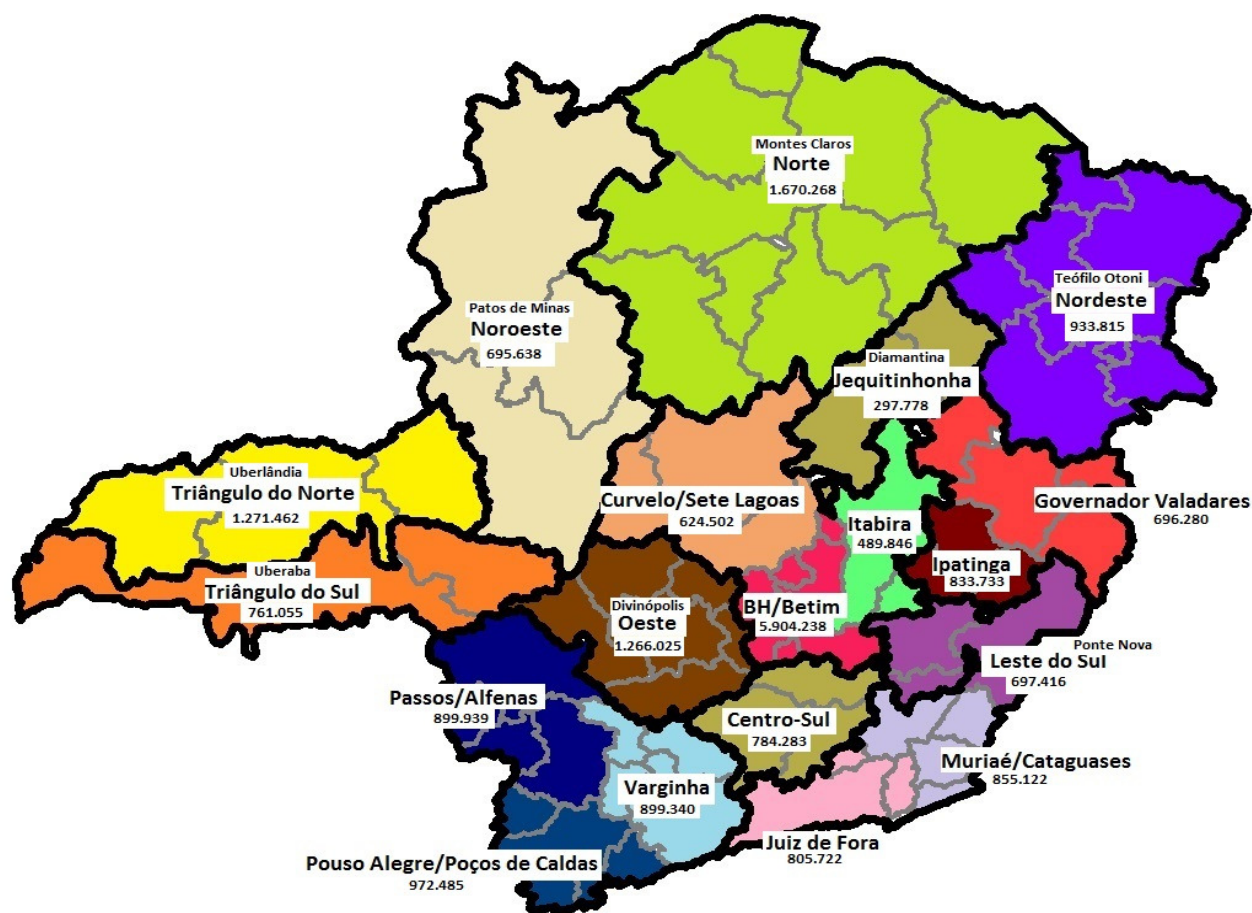 Montes Claros
Norte
1.670.268
Teófilo Otoni
Nordeste
933.815
Patos de Minas
Noroeste
695.638
Diamantina
Jequitinhonha
297.778
Uberlândia
Triângulo do Norte
1.271.462
Curvelo/Sete Lagoas
624.502
Itabira
489.846
Governador Valadares
696.280
Ipatinga
833.733
Uberaba
Triângulo do Sul
761.055
Divinópolis
Oeste
1.266.025
BH/Betim
5.904.238
Ponte Nova
Leste do Sul
697.416
Passos/Alfenas
899.939
Centro-Sul
784.283
Muriaé/Cataguases
855.122
Varginha
899.340
Juiz de Fora
805.722
Pouso Alegre/Poços de Caldas
972.485